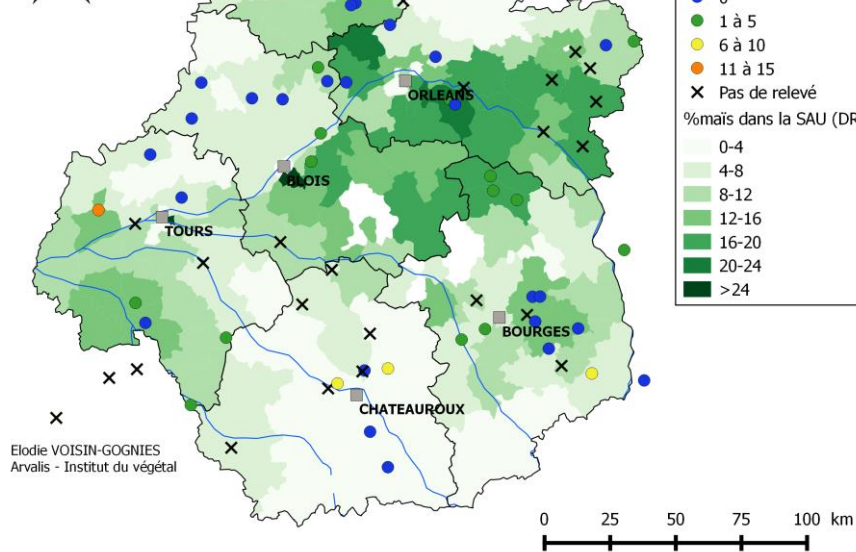 0
1 à 5
6 à 10
11 à 15
Pas de relevé
%maïs dans la SAU (DR
0-4
4-8
8-12
12-16
16-20
20-24
>24
ORLEANS
BLOIS
TOURS
BOURGES
CHATEAUROUX
Elodie VOISIN-GOGNIES
Arvalis - Institut du végétal
0 25 50 75 100 km